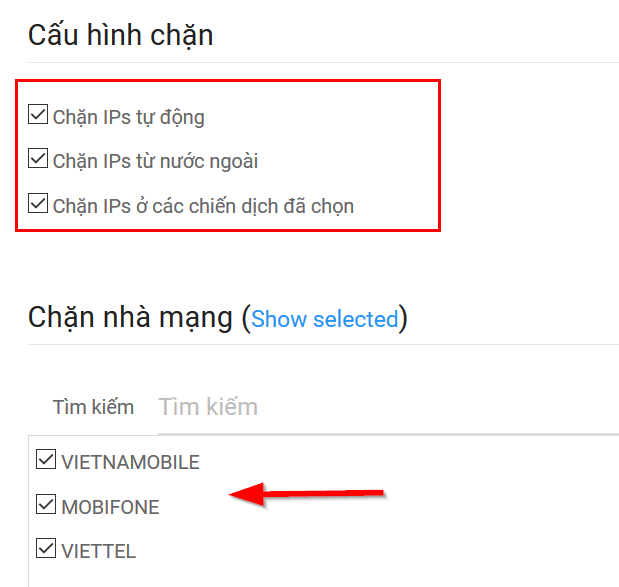 Cấu hình chặn
Chặn IPs tự động
Chặn IPs từ nước ngoài
Chặn IPs ở các chiến dịch đã chọn
Chặn nhà mạng (Show selected)
Tìm kiếm Tìm kiếm
VIETNAMOBILE
MOBIFONE
VIETTEL